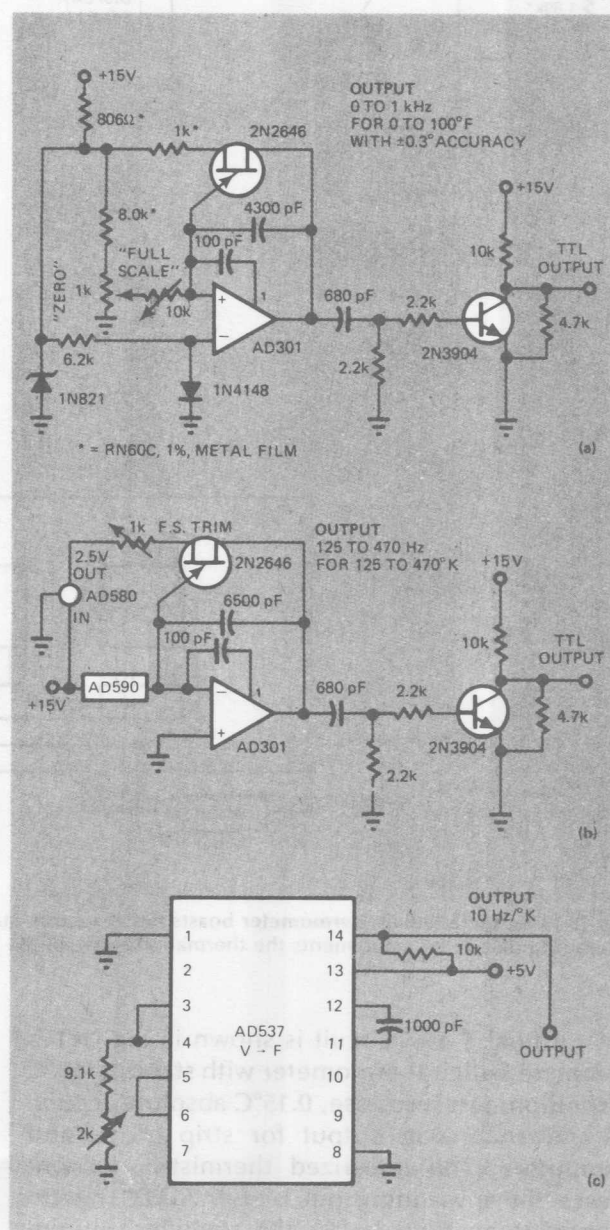 +15V
806Ω*
1k*
2N2646
OUTPUT
0 TO 1 kHz
FOR 0 TO 100°F
WITH ±0.3° ACCURACY
+15V
4300 pF
8.0k*
100 pF
10k
TTL
OUTPUT
"FULL
SCALE"
"ZERO"
1k
10k
+
1
680 pF
2.2k
4.7k
6.2k
−
AD301
2N3904
2.2k
1N821
1N4148
* = RN60C, 1%, METAL FILM
(a)
1k
F.S. TRIM
OUTPUT
125 TO 470 Hz
FOR 125 TO 470°K
2.5V
OUT
2N2646
+15V
AD580
IN
6500 pF
10k
TTL
OUTPUT
100 pF
680 pF
2.2k
4.7k
+15V
AD590
−
1
+
AD301
2N3904
2.2k
(b)
OUTPUT
10 Hz/°K
1
14
10k
2
13
+5V
3
12
1000 pF
4
AD537
11
V → F
OUTPUT
9.1k
5
10
6
9
2k
7
8
(c)